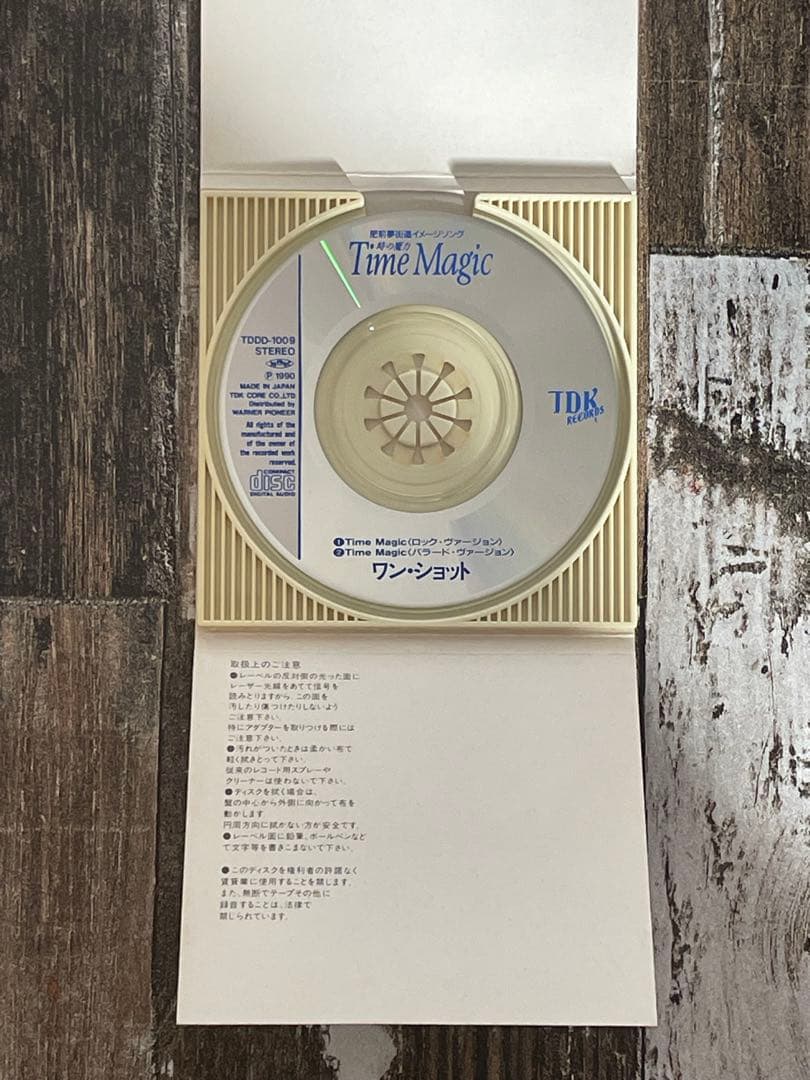 肥前夢街道イメージソング
時の魔力
Time Magic
TDDD-1009
STEREO
Ⓟ 1990
MADE IN JAPAN
TDK CORE CO.,LTD
Distributed by
WARNER PIONEER
All rights of the
manufactured and
of the owner of
the recorded work
reserved.
COMPACT
disc
DIGITAL AUDIO
TDK
RECORDS
❶Time Magic〈ロック・ヴァージョン〉
❷Time Magic〈バラード・ヴァージョン〉
ワン・ショット
取扱上のご注意
●レーベルの反対側の光った面に
レーザー光線をあてて信号を
読みとりますから、この面を
汚したり傷つけたりしないよう
ご注意下さい。
特にアダプターを取りつける際には
ご注意下さい。
●汚れがついたときは柔かい布で
軽く拭きとって下さい。
従来のレコード用スプレーや
クリーナーは使わないで下さい。
●ディスクを拭く場合は、
盤の中心から外側に向かって布を
動かします
円周方向に拭かない方が安全です。
●レーベル面に鉛筆、ボールペンなど
で文字等を書きこまないで下さい。
●このディスクを権利者の許諾なく
賃貸業に使用することを禁じます。
また、無断でテープその他に
録音することは、法律で
禁じられています。